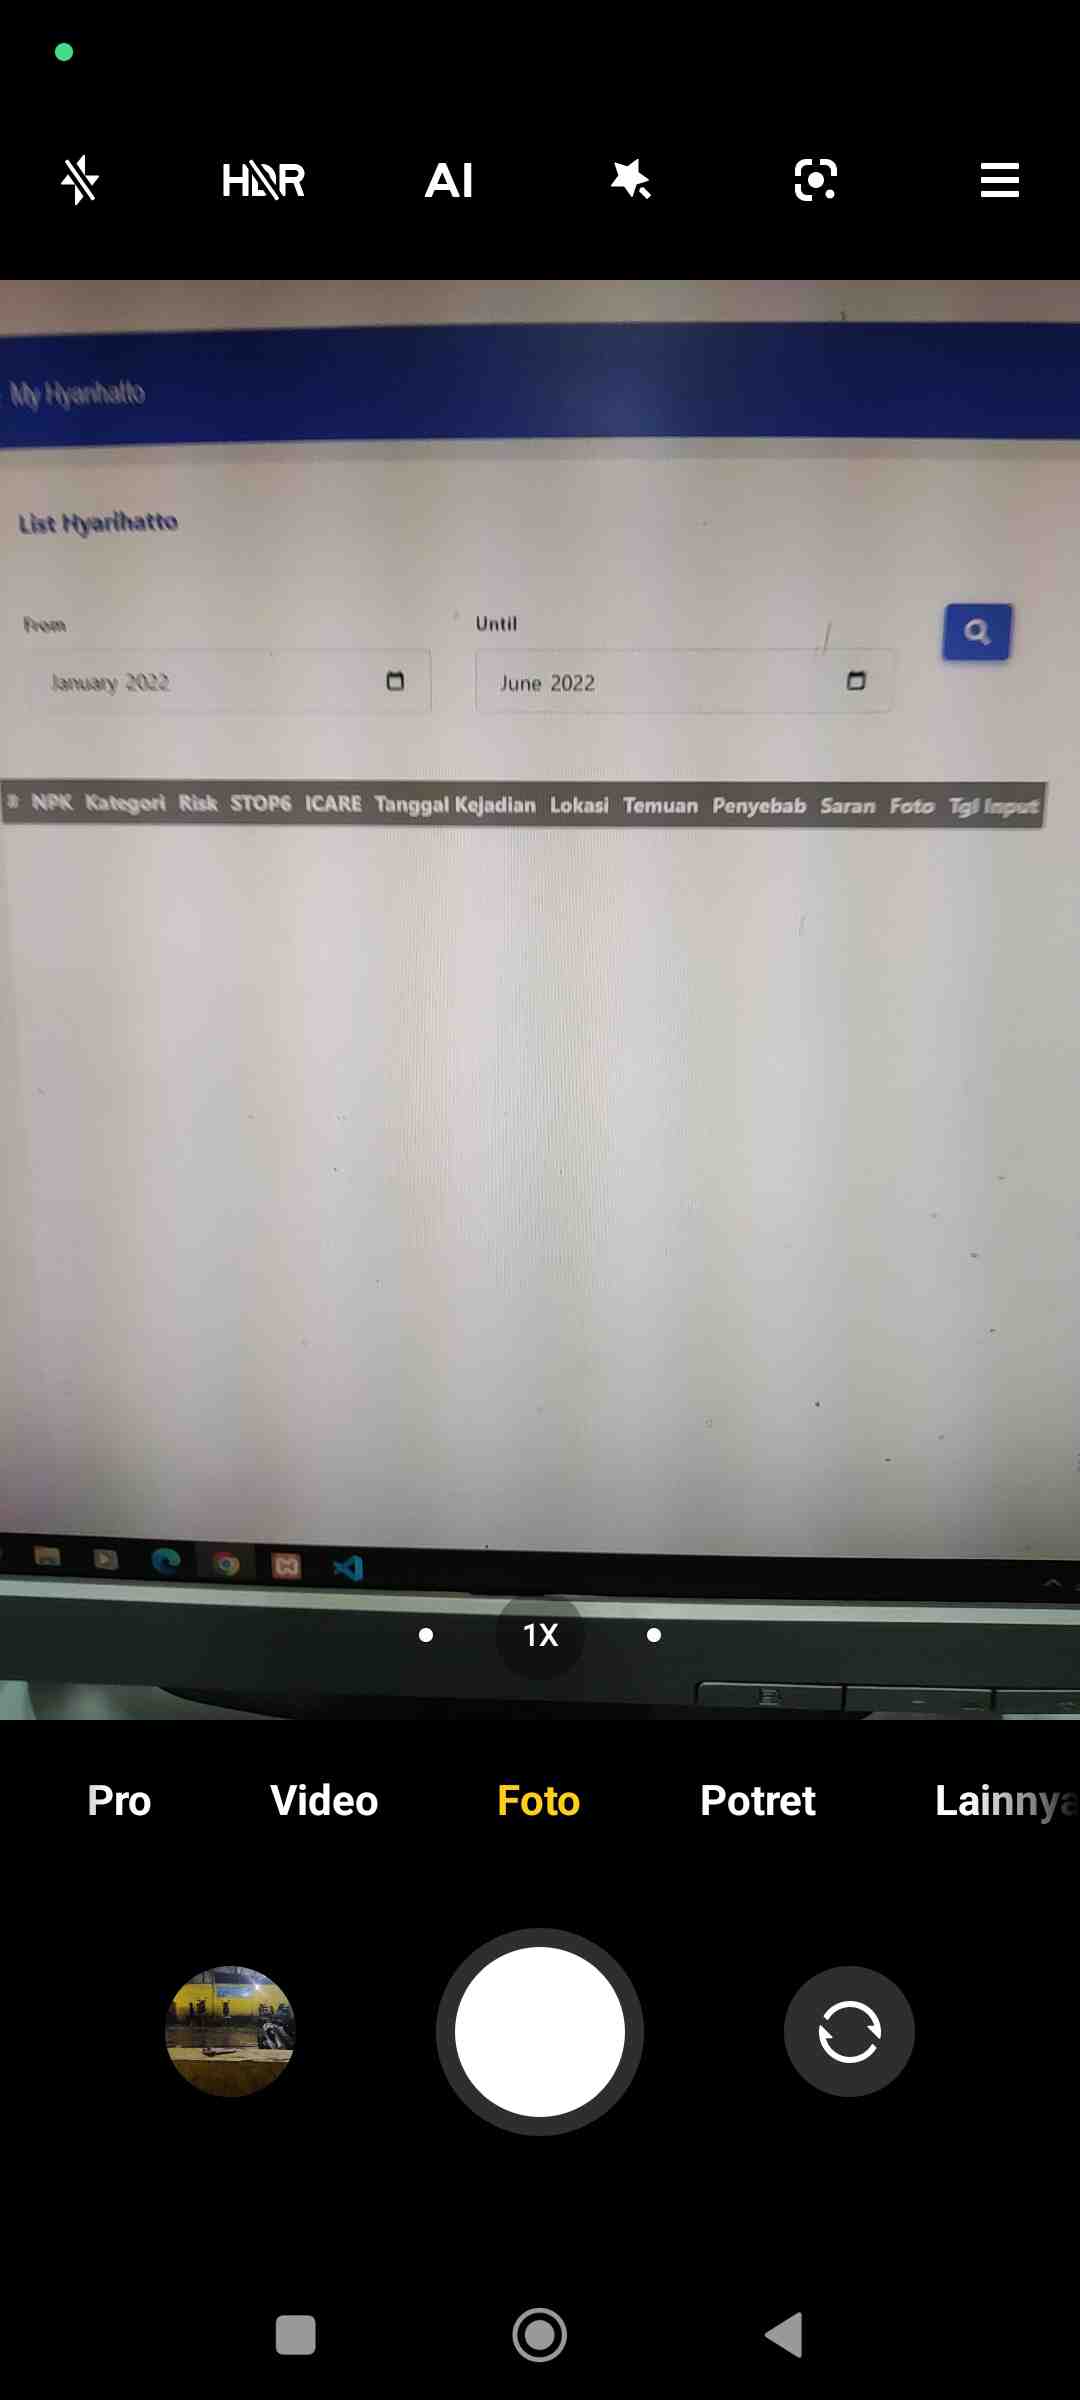 HDR
AI
My Hyarihatto
List Hyarihatto
From
Until
January 2022
June 2022
# NPK Kategori Risk STOP6 ICARE Tanggal Kejadian Lokasi Temuan Penyebab Saran Foto Tgl Input
1X
Pro Video Foto Potret Lainnya